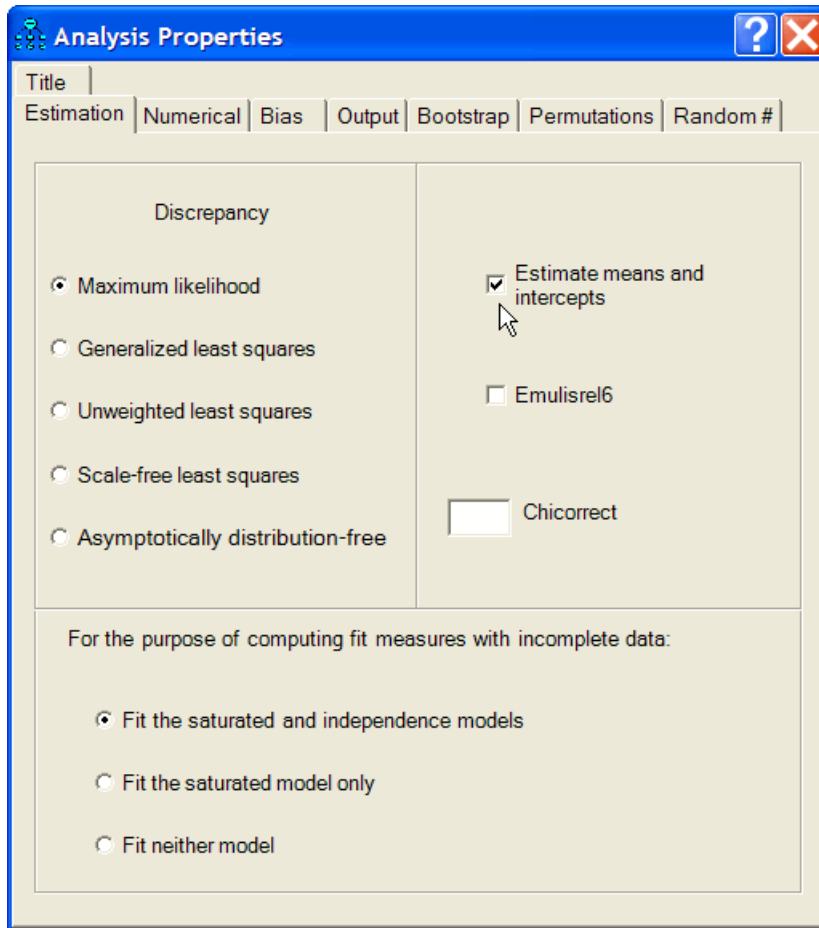 Analysis Properties
?
Title
Estimation Numerical Bias Output Bootstrap Permutations Random #
Discrepancy
Maximum likelihood
Generalized least squares
Unweighted least squares
Scale-free least squares
Asymptotically distribution-free
Estimate means and
intercepts
Emulisrel6
Chicorrect
For the purpose of computing fit measures with incomplete data:
Fit the saturated and independence models
Fit the saturated model only
Fit neither model